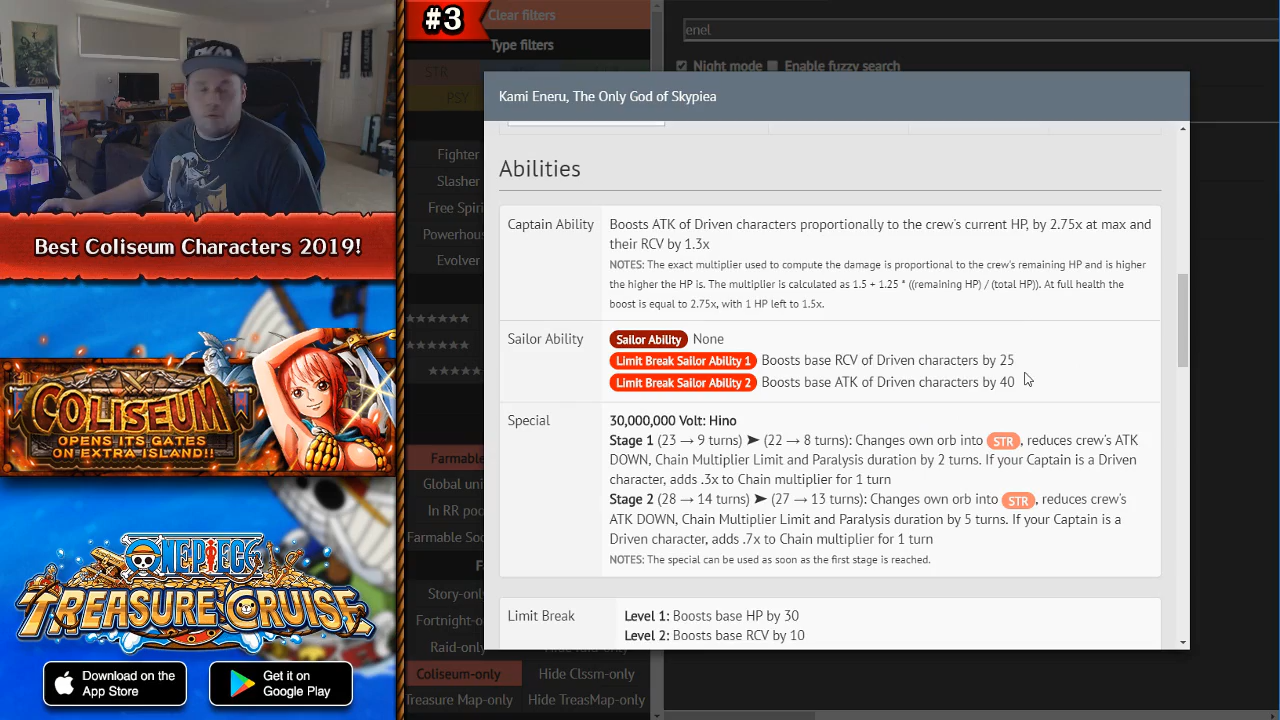 #3
Best Coliseum Characters 2019!
COLISEUM
OPENS ITS GATES
ON EXTRA ISLAND!!
ONE PIECE
TREASURE CRUISE
Download on the
App Store
Get it on
Google Play
Clear filters
Type filters
STR
PSY
Fighter
Slasher
Free Spiri
Powerhou
Evolver
Farmable
Global uni
In RR poo
Farmable Soc
F
Story-only
Fortnight-on
Raid-only
Coliseum-only
Hide Clssm-only
Treasure Map-only
Hide TreasMap-only
enel
Night mode
Enable fuzzy search
Kami Eneru, The Only God of Skypiea
Abilities
Captain Ability
Boosts ATK of Driven characters proportionally to the crew's current HP, by 2.75x at max and
their RCV by 1.3x
NOTES: The exact multiplier used to compute the damage is proportional to the crew's remaining HP and is higher
the higher the HP is. The multiplier is calculated as 1.5 + 1.25 * ((remaining HP) / (total HP)). At full health the
boost is equal to 2.75x, with 1 HP left to 1.5x.
Sailor Ability
Sailor Ability None
Limit Break Sailor Ability 1 Boosts base RCV of Driven characters by 25
Limit Break Sailor Ability 2 Boosts base ATK of Driven characters by 40
Special
30,000,000 Volt: Hino
Stage 1 (23 → 9 turns) ➤ (22 → 8 turns): Changes own orb into STR, reduces crew's ATK
DOWN, Chain Multiplier Limit and Paralysis duration by 2 turns. If your Captain is a Driven
character, adds .3x to Chain multiplier for 1 turn
Stage 2 (28 → 14 turns) ➤ (27 → 13 turns): Changes own orb into STR, reduces crew's
ATK DOWN, Chain Multiplier Limit and Paralysis duration by 5 turns. If your Captain is a
Driven character, adds .7x to Chain multiplier for 1 turn
NOTES: The special can be used as soon as the first stage is reached.
Limit Break
Level 1: Boosts base HP by 30
Level 2: Boosts base RCV by 10